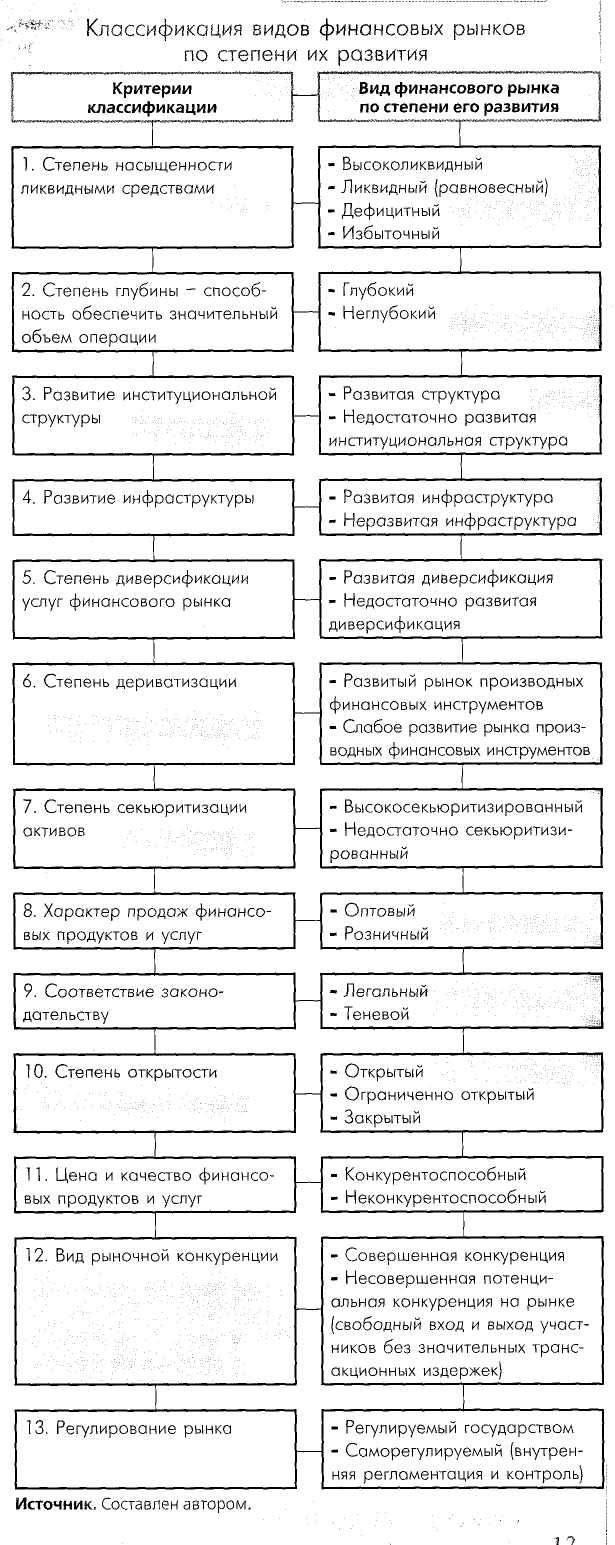 Классификация видов финансовых рынков
по степени их развития
Критерии
классификации
Вид финансового рынка
по степени его развития
1. Степень насыщенности
ликвидными средствами
- Высоколиквидный
- Ликвидный (равновесный)
- Дефицитный
- Избыточный
2. Степень глубины – способ-
ность обеспечить значительный
объем операции
- Глубокий
- Неглубокий
3. Развитие институциональной
структуры
- Развитая структура
- Недостаточно развитая
институциональная структура
4. Развитие инфраструктуры
- Развитая инфраструктура
- Неразвитая инфраструктура
5. Степень диверсификации
услуг финансового рынка
- Развитая диверсификация
- Недостаточно развитая
диверсификация
6. Степень дериватизации
- Развитый рынок производных
финансовых инструментов
- Слабое развитие рынка произ-
водных финансовых инструментов
7. Степень секьюритизации
активов
- Высокосекьюритизированный
- Недостаточно секьюритизи-
рованный
8. Характер продаж финансо-
вых продуктов и услуг
- Оптовый
- Розничный
9. Соответствие законо-
дательству
- Легальный
- Теневой
10. Степень открытости
- Открытый
- Ограниченно открытый
- Закрытый
11. Цена и качество финансо-
вых продуктов и услуг
- Конкурентоспособный
- Неконкурентоспособный
12. Вид рыночной конкуренции
- Совершенная конкуренция
- Несовершенная потенци-
альная конкуренция на рынке
(свободный вход и выход участ-
ников без значительных транс-
акционных издержек)
13. Регулирование рынка
- Регулируемый государством
- Саморегулируемый (внутрен-
няя регламентация и контроль)
Источник. Составлен автором.